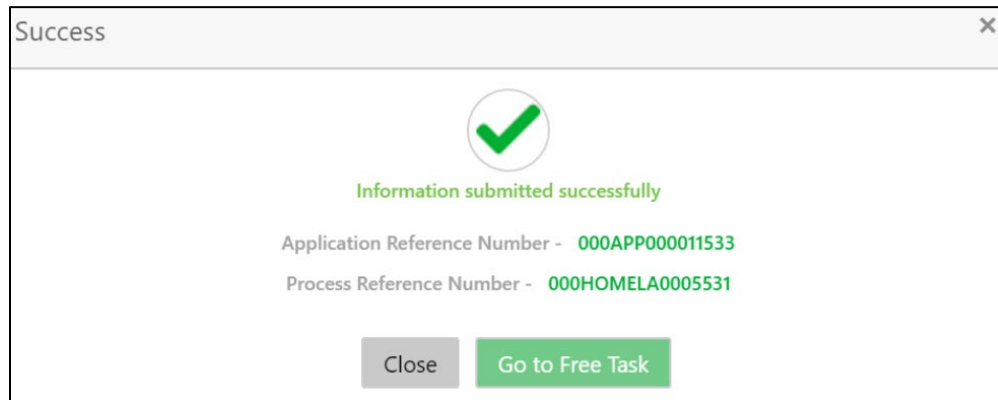 Success ×
Information submitted successfully
Application Reference Number - 000APP000011533
Process Reference Number - 000HOMELA0005531
Close Go to Free Task